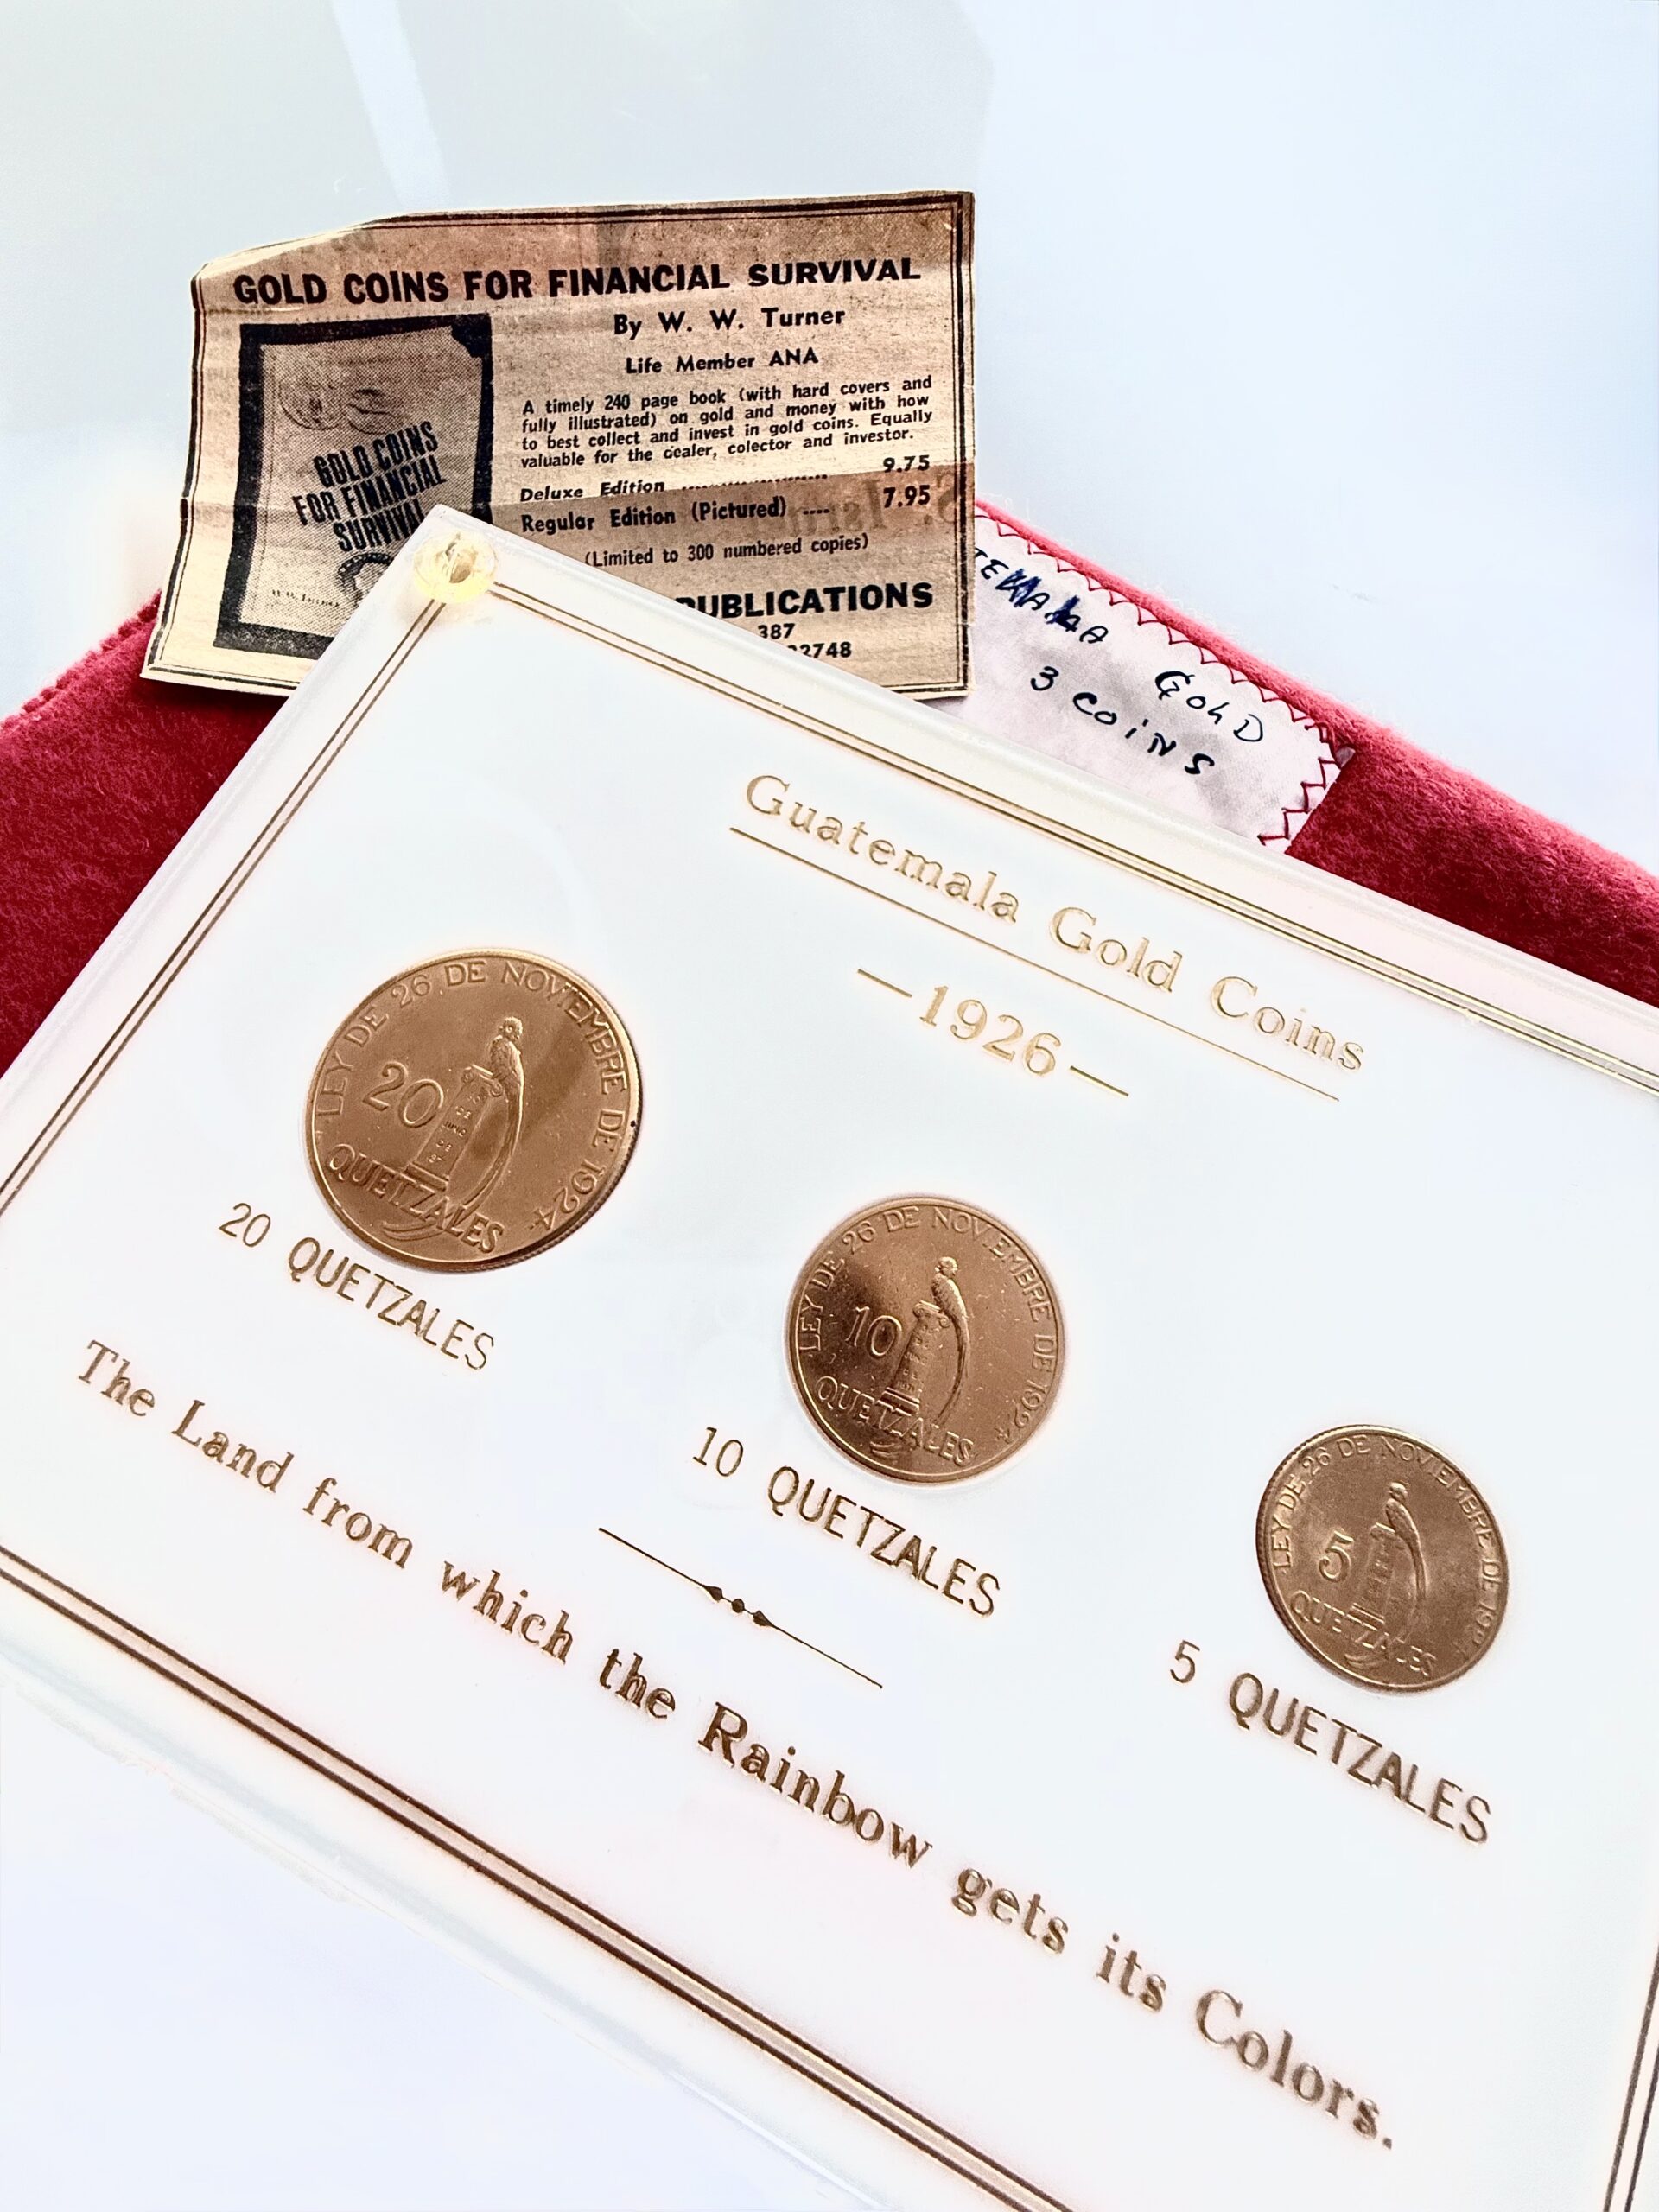 GOLD COINS FOR FINANCIAL SURVIVAL
By W. W. Turner
Life Member ANA
A timely 240 page book (with hard covers and
fully illustrated) on gold and money with how
to best collect and invest in gold coins. Equally
valuable for the dealer, colector and investor.
Deluxe Edition .................... 9.75
Regular Edition (Pictured) .... 7.95
(Limited to 300 numbered copies)
PUBLICATIONS
387
2748
GOLD COINS
FOR FINANCIAL
SURVIVAL
GOLD
3 COINS
Guatemala Gold Coins
—1926—
LEY DE 26 DE NOVIEMBRE DE 1924
20
QUETZALES
20 QUETZALES
LEY DE 26 DE NOVIEMBRE DE 1924
10
QUETZALES
10 QUETZALES
LEY DE 26 DE NOVIEMBRE DE 1924
5
QUETZALES
5 QUETZALES
The Land from which the Rainbow gets its Colors.